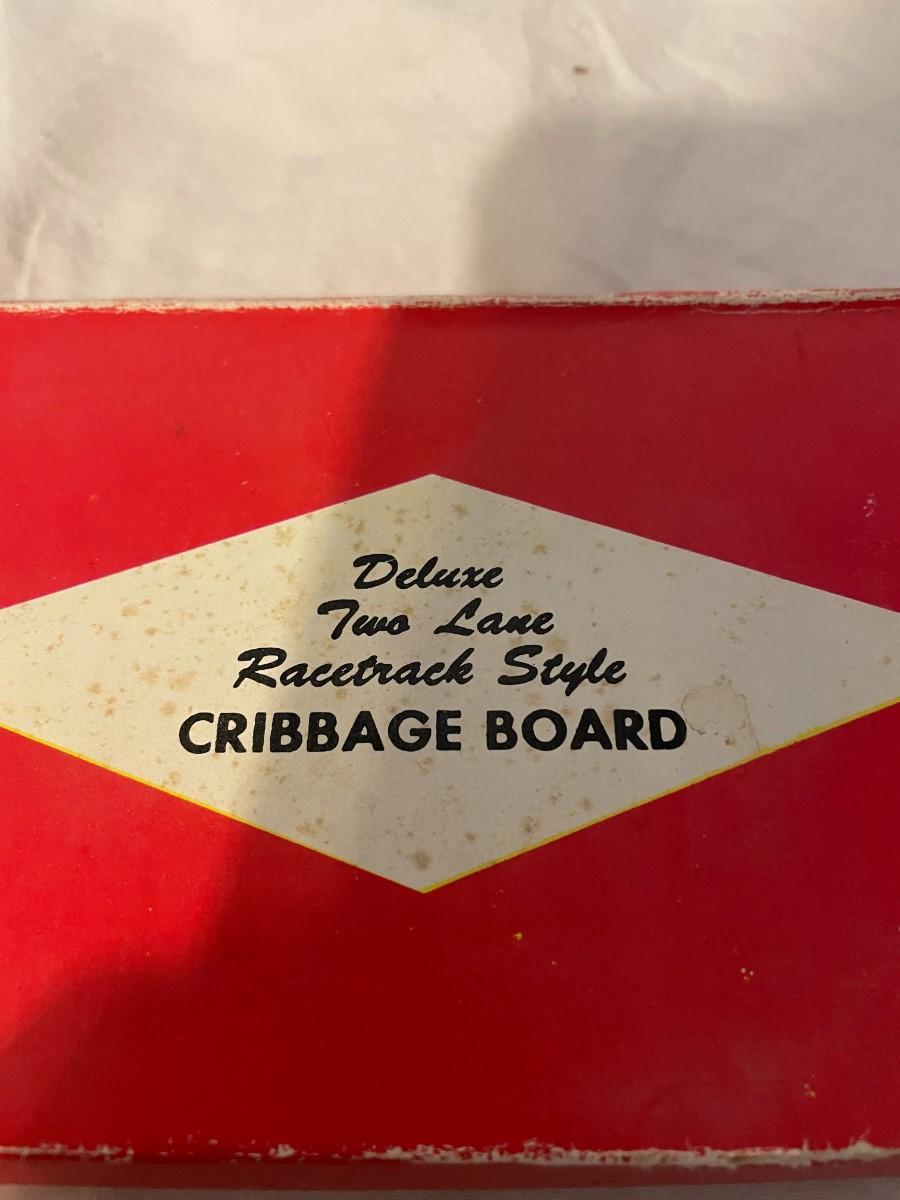 Deluxe
Two Lane
Racetrack Style
CRIBBAGE BOARD